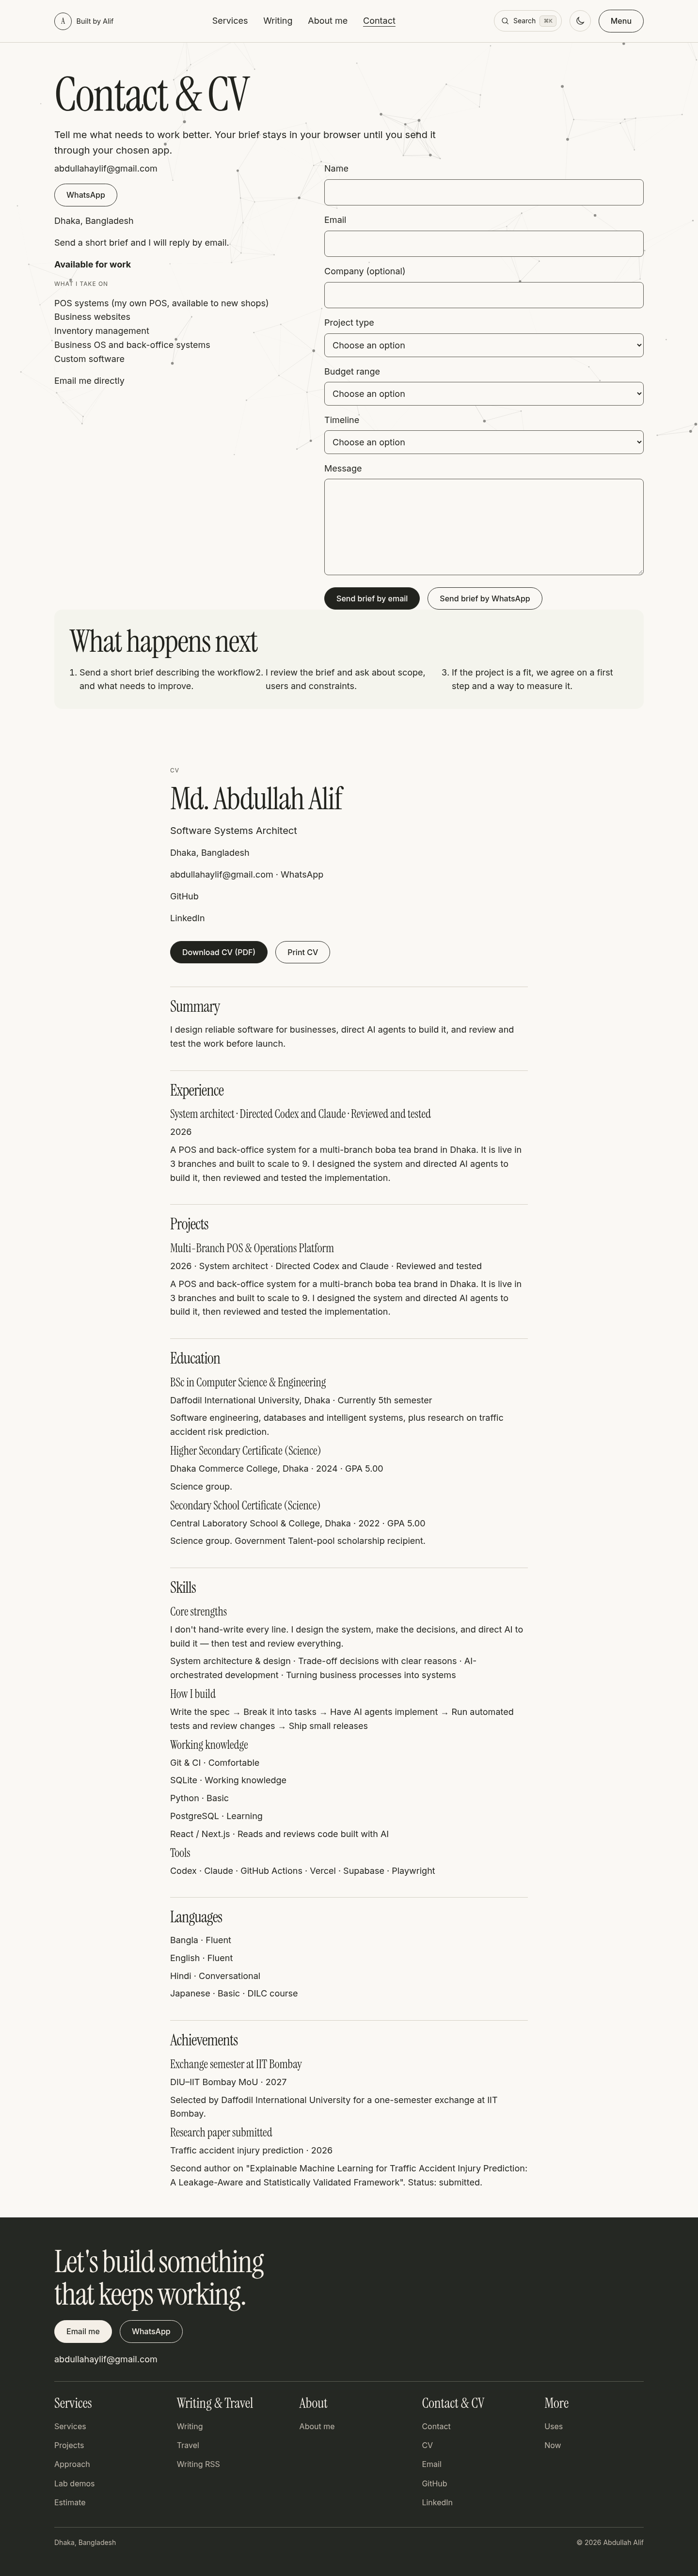 A
Built by Alif
Services
Writing
About me
Contact
Search
⌘K
Menu
Contact & CV
Tell me what needs to work better. Your brief stays in your browser until you send it
through your chosen app.
abdullahaylif@gmail.com
WhatsApp
Dhaka, Bangladesh
Send a short brief and I will reply by email.
Available for work
WHAT I TAKE ON
POS systems (my own POS, available to new shops)
Business websites
Inventory management
Business OS and back-office systems
Custom software
Email me directly
Name
Email
Company (optional)
Project type
Choose an option
Budget range
Choose an option
Timeline
Choose an option
Message
Send brief by email
Send brief by WhatsApp
What happens next
1. Send a short brief describing the workflow
and what needs to improve.
2. I review the brief and ask about scope,
users and constraints.
3. If the project is a fit, we agree on a first
step and a way to measure it.
CV
Md. Abdullah Alif
Software Systems Architect
Dhaka, Bangladesh
abdullahaylif@gmail.com · WhatsApp
GitHub
LinkedIn
Download CV (PDF)
Print CV
Summary
I design reliable software for businesses, direct AI agents to build it, and review and
test the work before launch.
Experience
System architect · Directed Codex and Claude · Reviewed and tested
2026
A POS and back-office system for a multi-branch boba tea brand in Dhaka. It is live in
3 branches and built to scale to 9. I designed the system and directed AI agents to
build it, then reviewed and tested the implementation.
Projects
Multi-Branch POS & Operations Platform
2026 · System architect · Directed Codex and Claude · Reviewed and tested
A POS and back-office system for a multi-branch boba tea brand in Dhaka. It is live in
3 branches and built to scale to 9. I designed the system and directed AI agents to
build it, then reviewed and tested the implementation.
Education
BSc in Computer Science & Engineering
Daffodil International University, Dhaka · Currently 5th semester
Software engineering, databases and intelligent systems, plus research on traffic
accident risk prediction.
Higher Secondary Certificate (Science)
Dhaka Commerce College, Dhaka · 2024 · GPA 5.00
Science group.
Secondary School Certificate (Science)
Central Laboratory School & College, Dhaka · 2022 · GPA 5.00
Science group. Government Talent-pool scholarship recipient.
Skills
Core strengths
I don't hand-write every line. I design the system, make the decisions, and direct AI to
build it — then test and review everything.
System architecture & design · Trade-off decisions with clear reasons · AI-
orchestrated development · Turning business processes into systems
How I build
Write the spec → Break it into tasks → Have AI agents implement → Run automated
tests and review changes → Ship small releases
Working knowledge
Git & CI · Comfortable
SQLite · Working knowledge
Python · Basic
PostgreSQL · Learning
React / Next.js · Reads and reviews code built with AI
Tools
Codex · Claude · GitHub Actions · Vercel · Supabase · Playwright
Languages
Bangla · Fluent
English · Fluent
Hindi · Conversational
Japanese · Basic · DILC course
Achievements
Exchange semester at IIT Bombay
DIU–IIT Bombay MoU · 2027
Selected by Daffodil International University for a one-semester exchange at IIT
Bombay.
Research paper submitted
Traffic accident injury prediction · 2026
Second author on "Explainable Machine Learning for Traffic Accident Injury Prediction:
A Leakage-Aware and Statistically Validated Framework". Status: submitted.
Let's build something
that keeps working.
Email me
WhatsApp
abdullahaylif@gmail.com
Services
Services
Projects
Approach
Lab demos
Estimate
Writing & Travel
Writing
Travel
Writing RSS
About
About me
Contact & CV
Contact
CV
Email
GitHub
LinkedIn
More
Uses
Now
Dhaka, Bangladesh
© 2026 Abdullah Alif